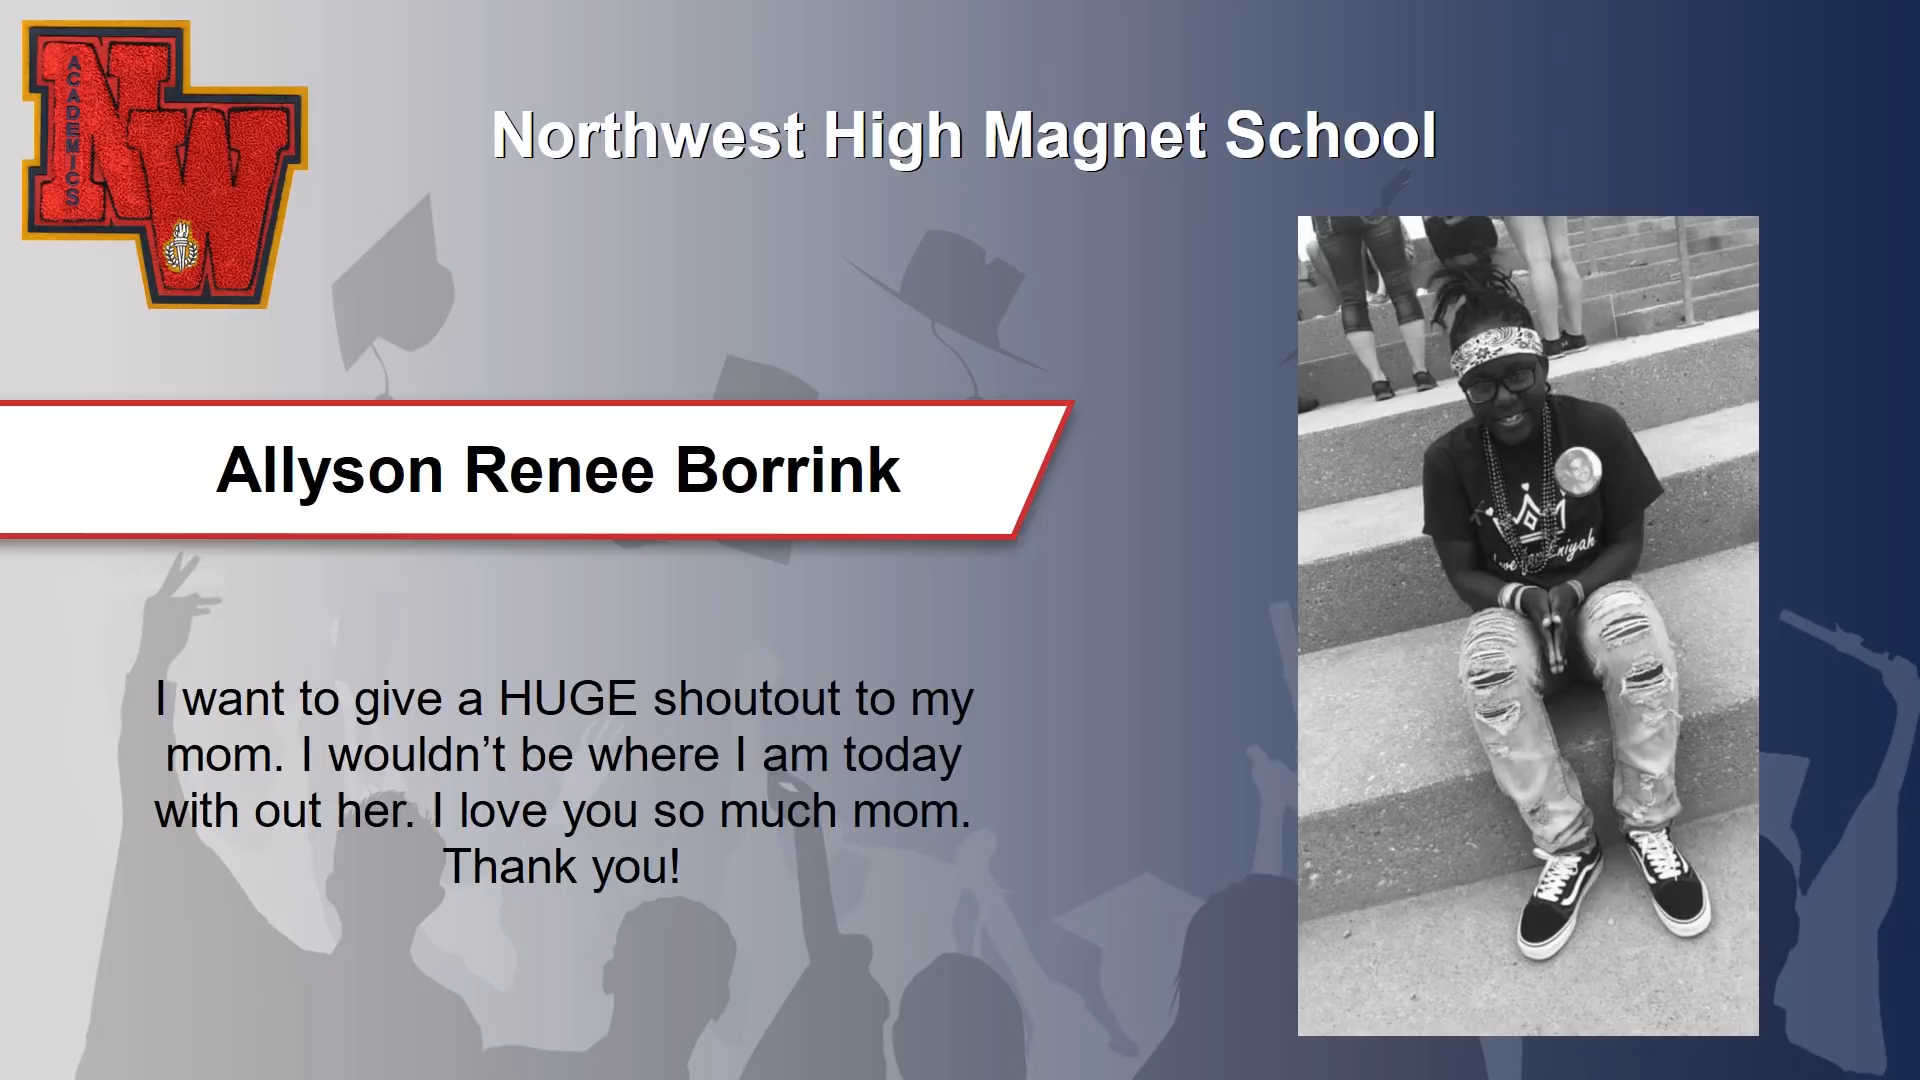 ACADEMICS
NW
Northwest High Magnet School
Allyson Renee Borrink
I want to give a HUGE shoutout to my
mom. I wouldn’t be where I am today
with out her. I love you so much mom.
Thank you!